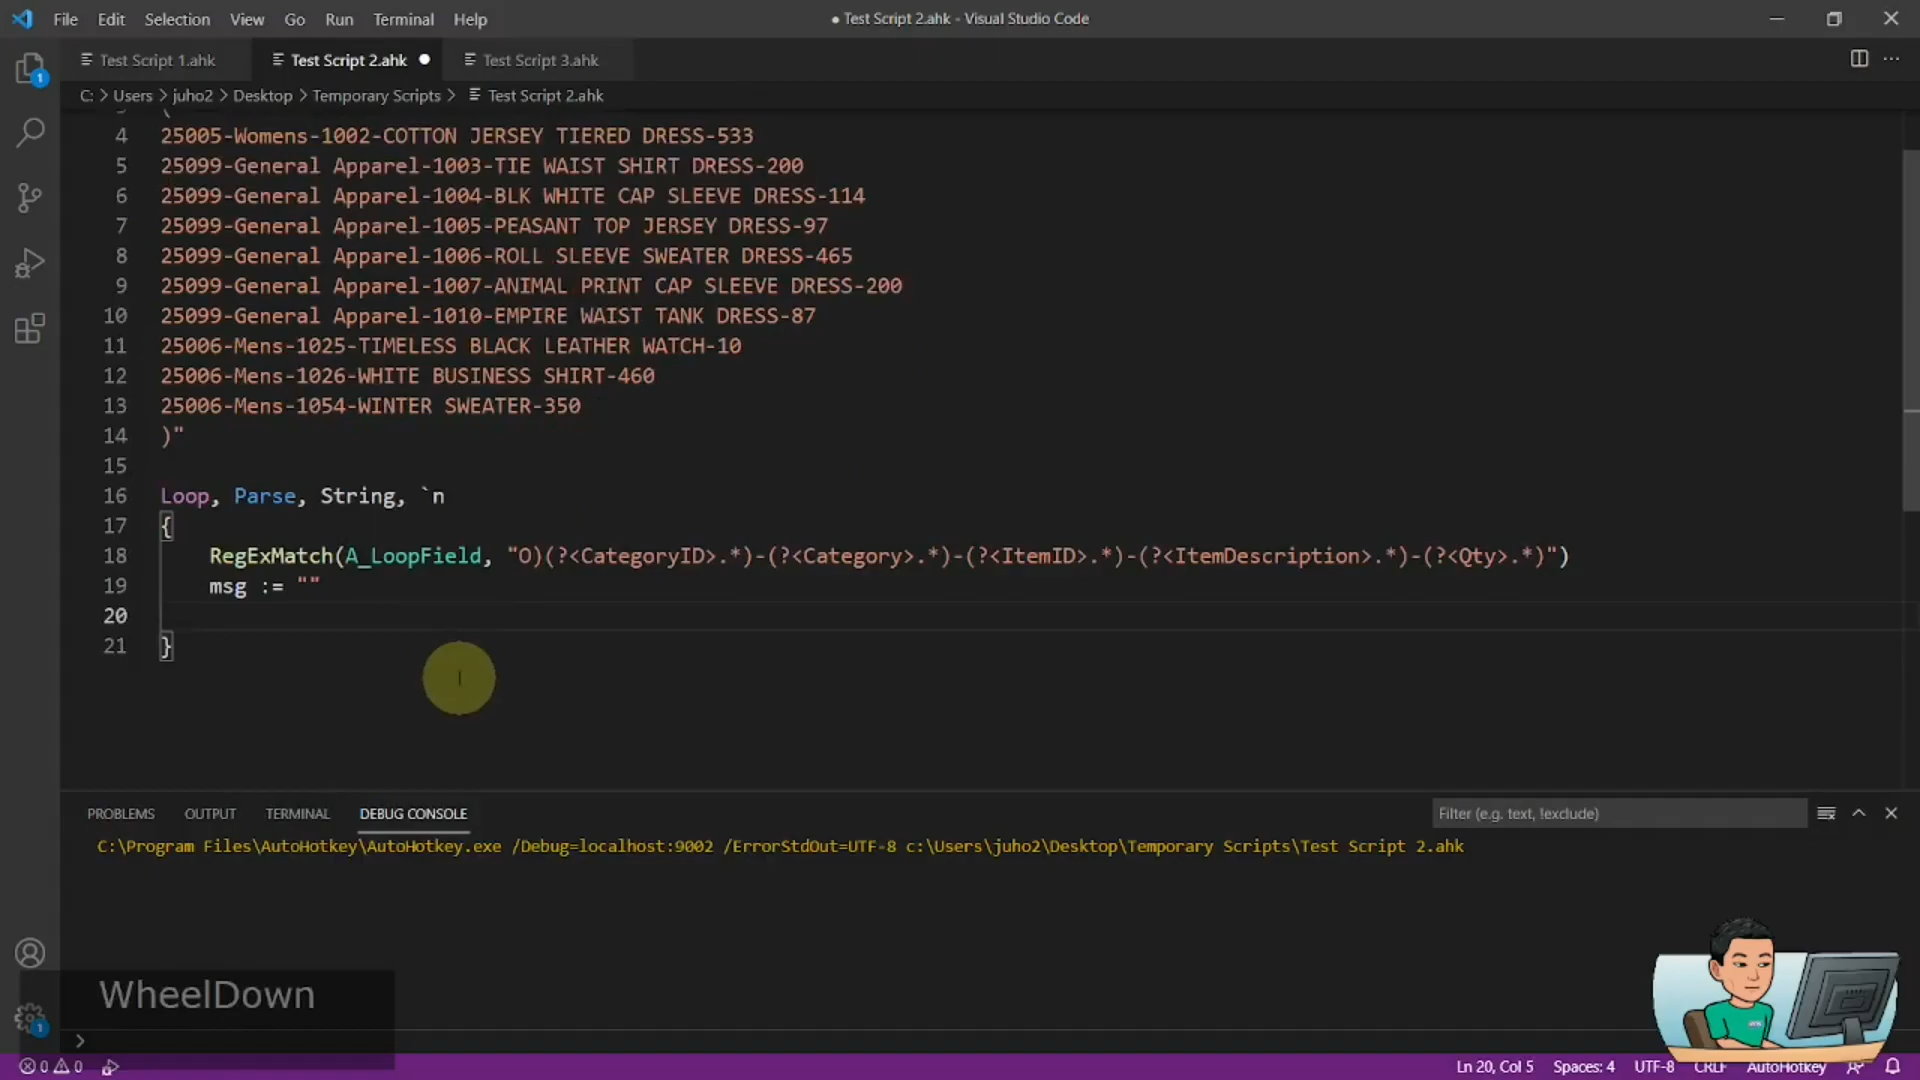 File Edit Selection View Go Run Terminal Help
● Test Script 2.ahk - Visual Studio Code
Test Script 1.ahk
Test Script 2.ahk
Test Script 3.ahk
C: > Users > juho2 > Desktop > Temporary Scripts > Test Script 2.ahk
4 25005-Womens-1002-COTTON JERSEY TIERED DRESS-533
5 25099-General Apparel-1003-TIE WAIST SHIRT DRESS-200
6 25099-General Apparel-1004-BLK WHITE CAP SLEEVE DRESS-114
7 25099-General Apparel-1005-PEASANT TOP JERSEY DRESS-97
8 25099-General Apparel-1006-ROLL SLEEVE SWEATER DRESS-465
9 25099-General Apparel-1007-ANIMAL PRINT CAP SLEEVE DRESS-200
10 25099-General Apparel-1010-EMPIRE WAIST TANK DRESS-87
11 25006-Mens-1025-TIMELESS BLACK LEATHER WATCH-10
12 25006-Mens-1026-WHITE BUSINESS SHIRT-460
13 25006-Mens-1054-WINTER SWEATER-350
14 )"
15
16 Loop, Parse, String, `n
17 {
18 RegExMatch(A_LoopField, "O)(?<CategoryID>.*)-(?<Category>.*)-(?<ItemID>.*)-(?<ItemDescription>.*)-(?<Qty>.*)")
19 msg := ""
20
21 }
PROBLEMS OUTPUT TERMINAL DEBUG CONSOLE
Filter (e.g. text, !exclude)
C:\Program Files\AutoHotkey\AutoHotkey.exe /Debug=localhost:9002 /ErrorStdOut=UTF-8 c:\Users\juho2\Desktop\Temporary Scripts\Test Script 2.ahk
WheelDown
1
1
0 0
Ln 20, Col 5 Spaces: 4 UTF-8 CRLF AutoHotkey